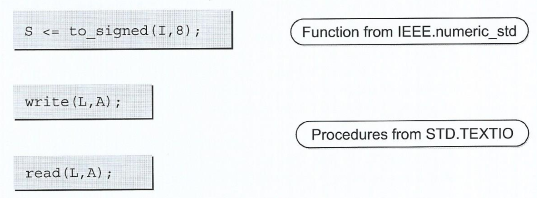 S <= to_signed(I,8);
Function from IEEE.numeric_std
write(L,A);
Procedures from STD.TEXTIO
read(L,A);